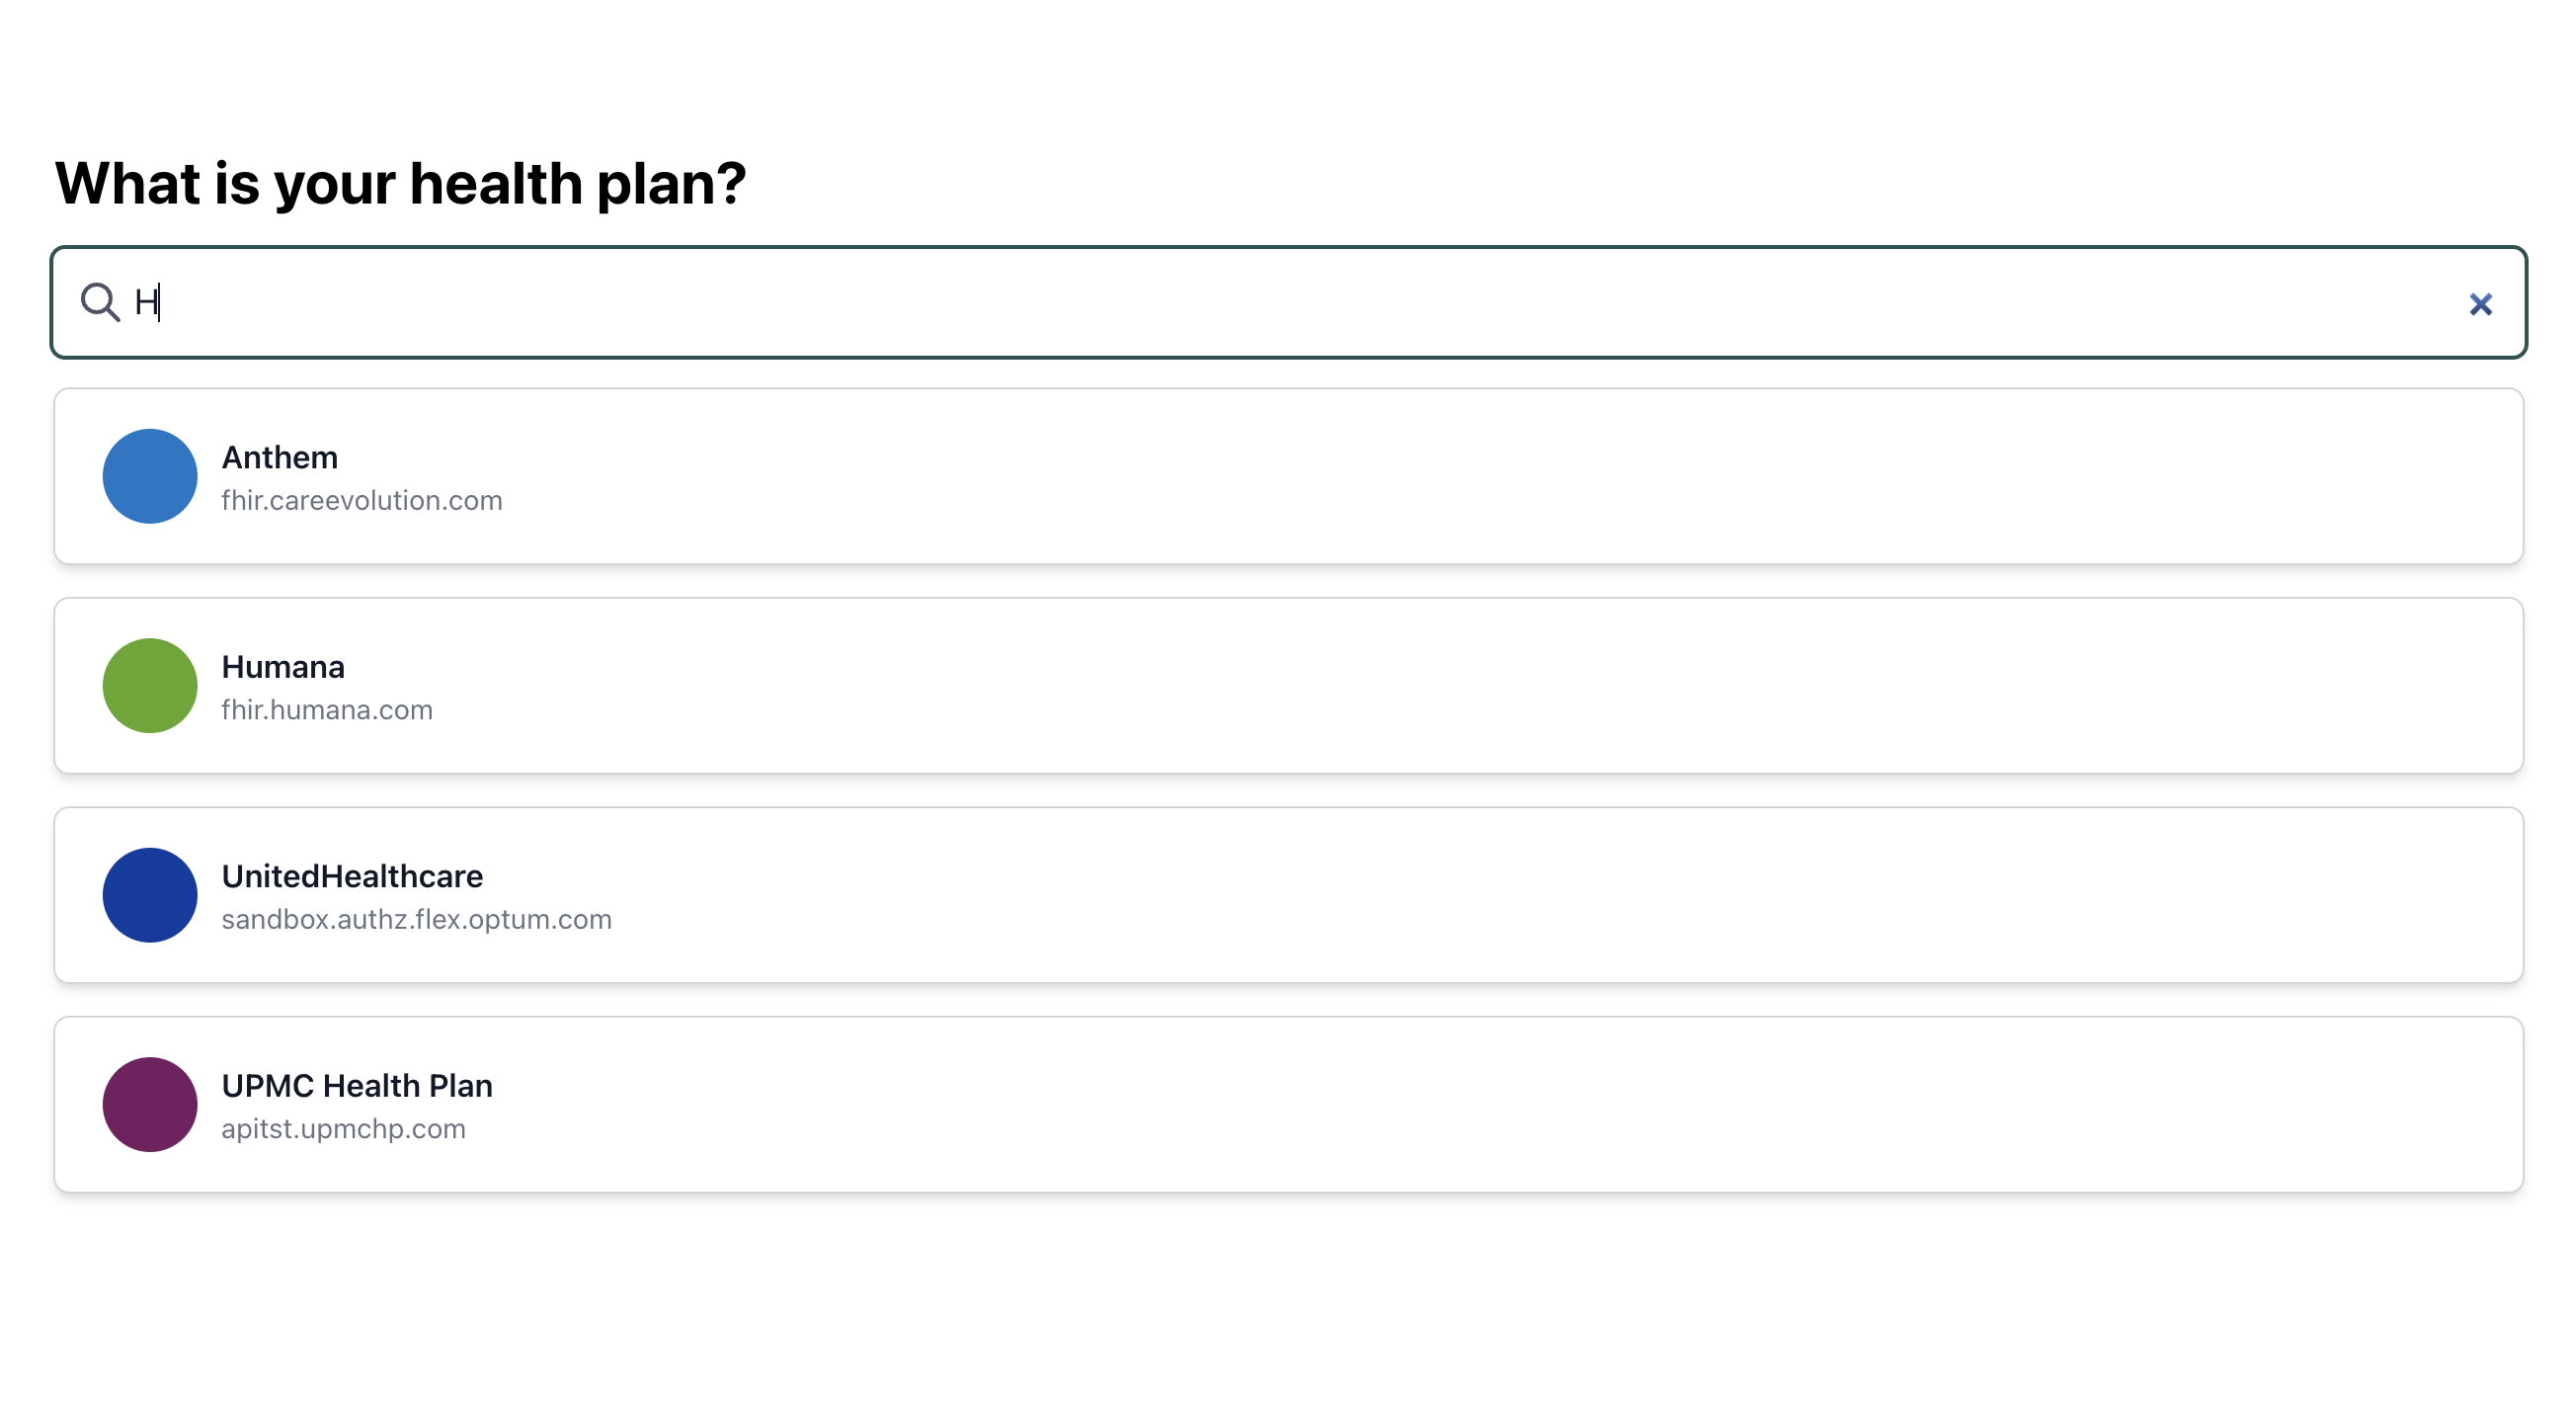 What is your health plan?
H
Anthem
fhir.careevolution.com
Humana
fhir.humana.com
UnitedHealthcare
sandbox.authz.flex.optum.com
UPMC Health Plan
apitst.upmchp.com